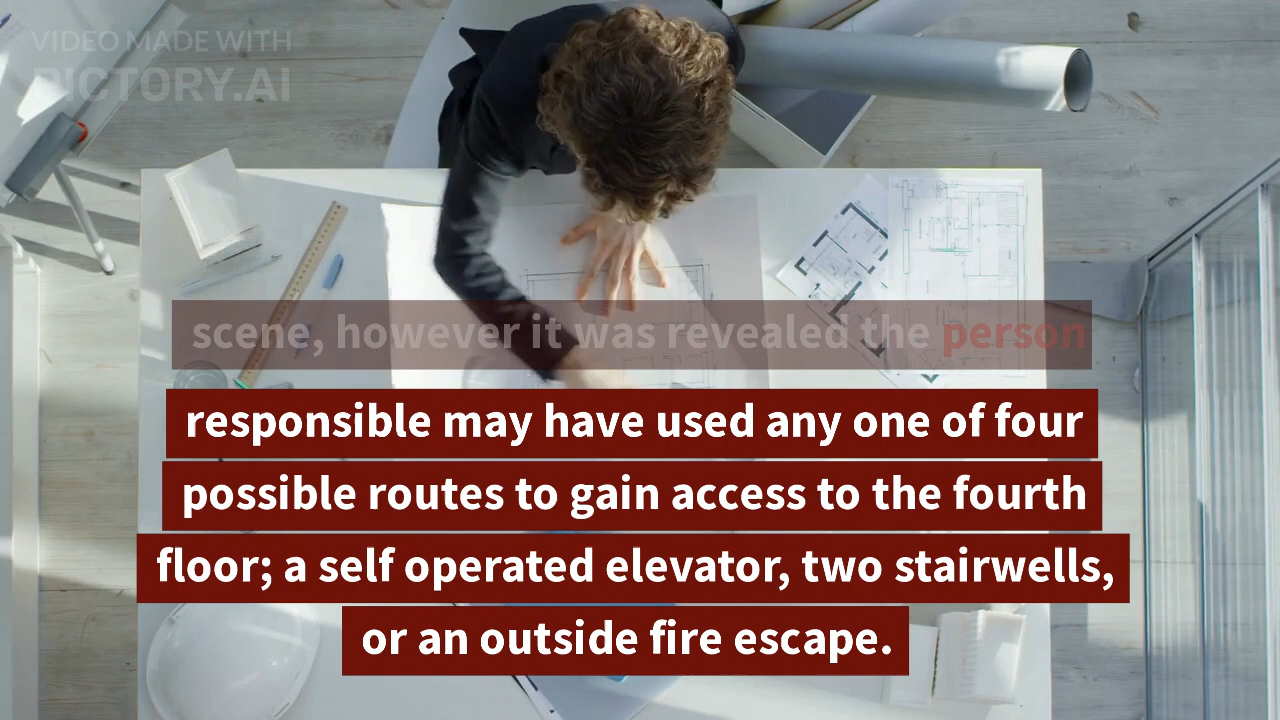 VIDEO MADE WITH
PICTORY.AI
scene, however it was revealed the person
responsible may have used any one of four
possible routes to gain access to the fourth
floor; a self operated elevator, two stairwells,
or an outside fire escape.